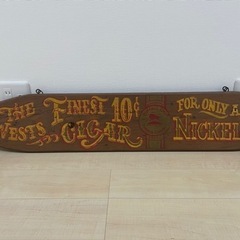 THE FINEST 10¢ FOR ONLY A
WESTS CIGAR NICKEL